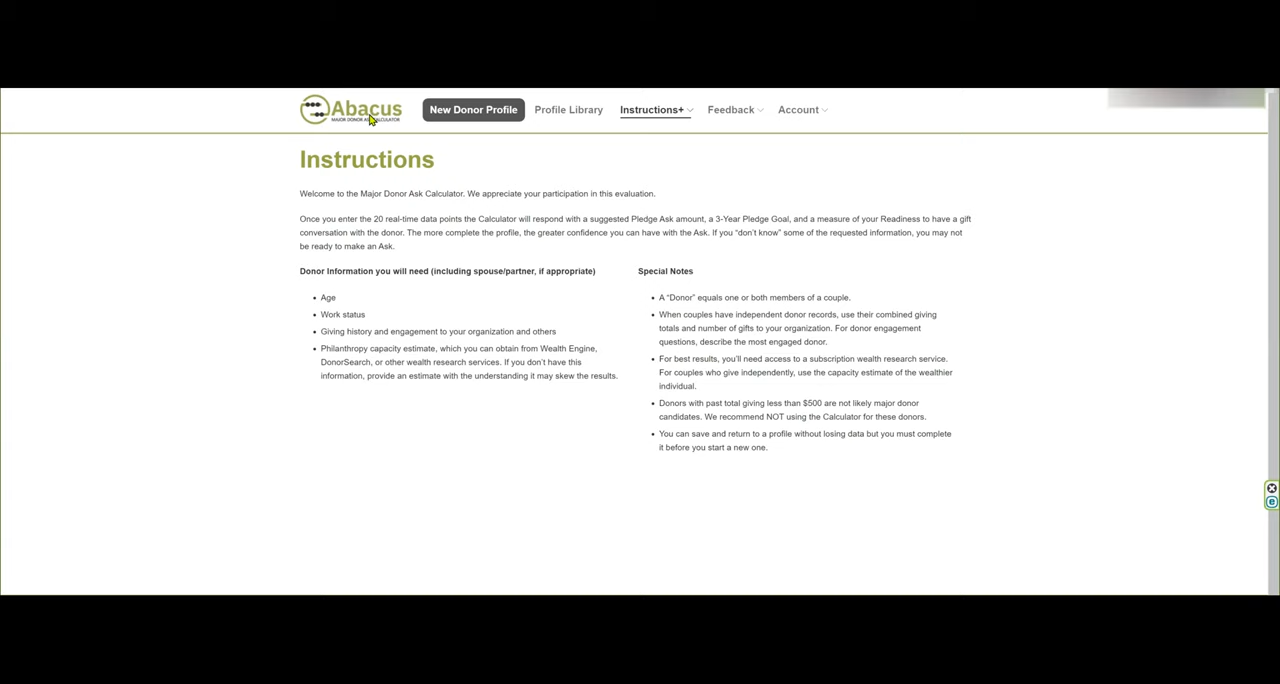 Abacus
MAJOR DONOR ASK CALCULATOR
New Donor Profile
Profile Library
Instructions+
Feedback
Account
Instructions
Welcome to the Major Donor Ask Calculator. We appreciate your participation in this evaluation.
Once you enter the 20 real-time data points the Calculator will respond with a suggested Pledge Ask amount, a 3-Year Pledge Goal, and a measure of your Readiness to have a gift
conversation with the donor. The more complete the profile, the greater confidence you can have with the Ask. If you “don’t know” some of the requested information, you may not
be ready to make an Ask.
Donor Information you will need (including spouse/partner, if appropriate)
• Age
• Work status
• Giving history and engagement to your organization and others
• Philanthropy capacity estimate, which you can obtain from Wealth Engine,
DonorSearch, or other wealth research services. If you don’t have this
information, provide an estimate with the understanding it may skew the results.
Special Notes
• A “Donor” equals one or both members of a couple.
• When couples have independent donor records, use their combined giving
totals and number of gifts to your organization. For donor engagement
questions, describe the most engaged donor.
• For best results, you’ll need access to a subscription wealth research service.
For couples who give independently, use the capacity estimate of the wealthier
individual.
• Donors with past total giving less than $500 are not likely major donor
candidates. We recommend NOT using the Calculator for these donors.
• You can save and return to a profile without losing data but you must complete
it before you start a new one.